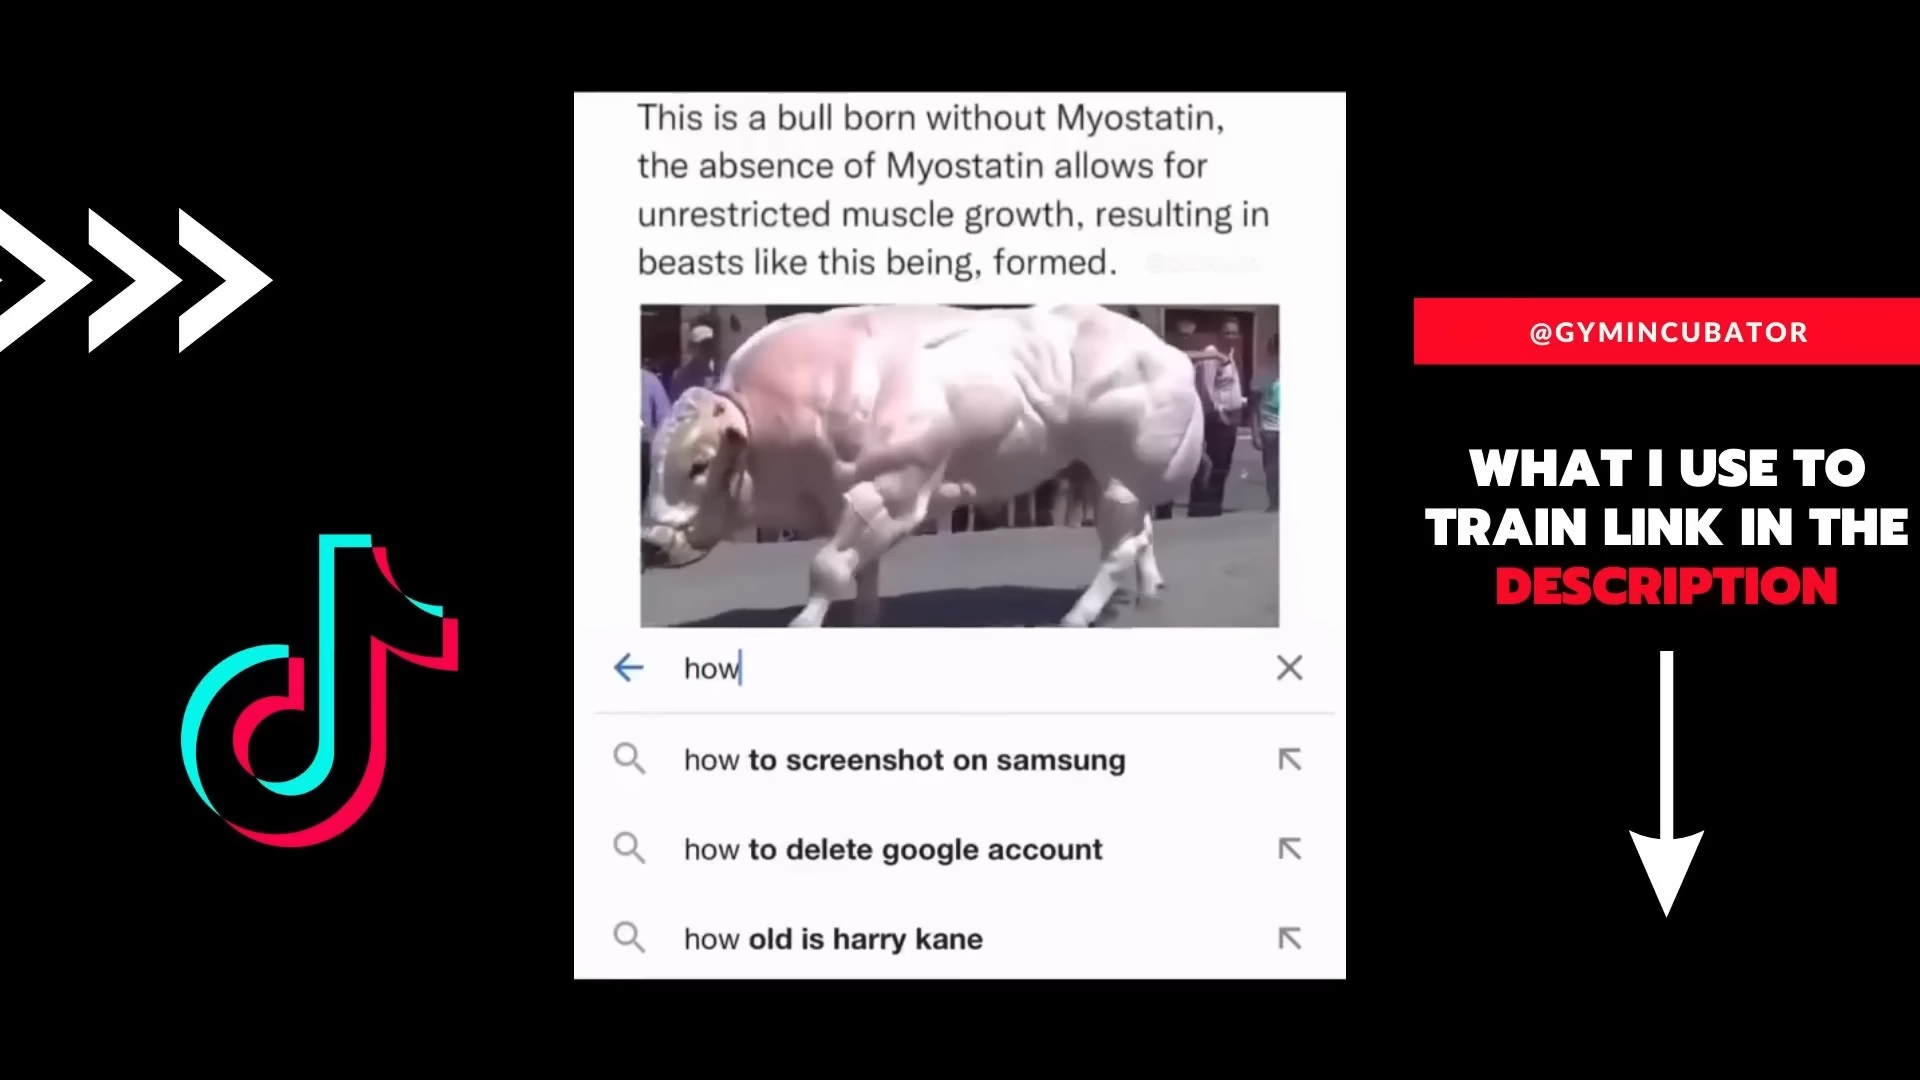 This is a bull born without Myostatin,
the absence of Myostatin allows for
unrestricted muscle growth, resulting in
beasts like this being, formed.
how
how to screenshot on samsung
how to delete google account
how old is harry kane
@GYMINCUBATOR
WHAT I USE TO
TRAIN LINK IN THE
DESCRIPTION